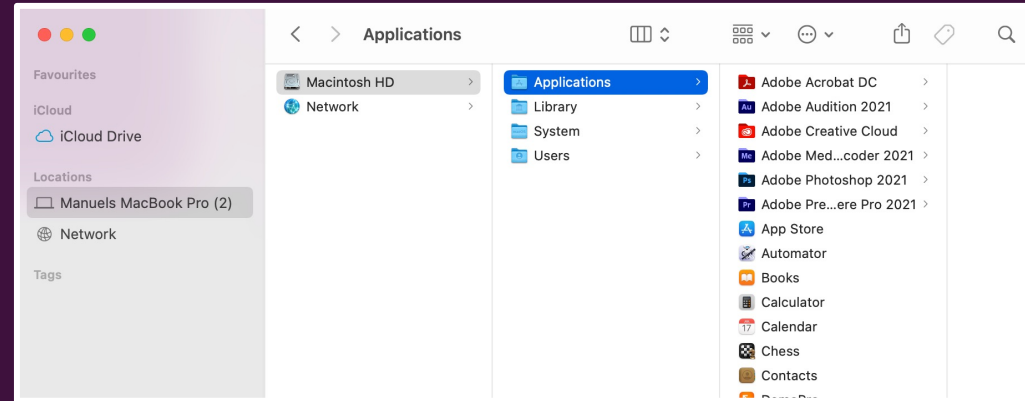 Applications
Favourites
iCloud
iCloud Drive
Locations
Manuels MacBook Pro (2)
Network
Tags
Macintosh HD
Network
Applications
Library
System
Users
Adobe Acrobat DC
Au Adobe Audition 2021
Adobe Creative Cloud
Me Adobe Med...coder 2021
Ps Adobe Photoshop 2021
Pr Adobe Pre...ere Pro 2021
App Store
Automator
Books
Calculator
17 Calendar
Chess
Contacts